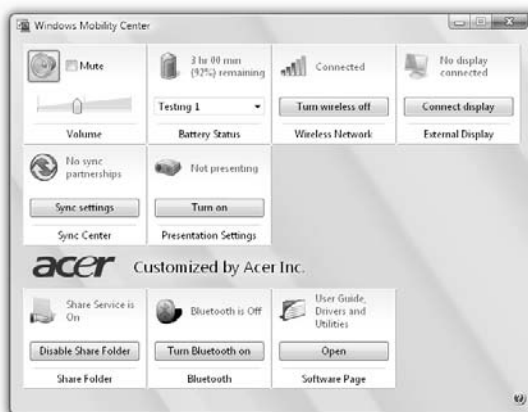 Windows Mobility Center
Mute
Volume
3 hr 00 min
(92%) remaining
Testing 1
Battery Status
Connected
Turn wireless off
Wireless Network
No display
connected
Connect display
External Display
No sync
partnerships
Sync settings
Sync Center
Not presenting
Turn on
Presentation Settings
acer Customized by Acer Inc.
Share Service is
On
Disable Share Folder
Share Folder
Bluetooth is Off
Turn Bluetooth on
Bluetooth
User Guide,
Drivers and
Utilities
Open
Software Page